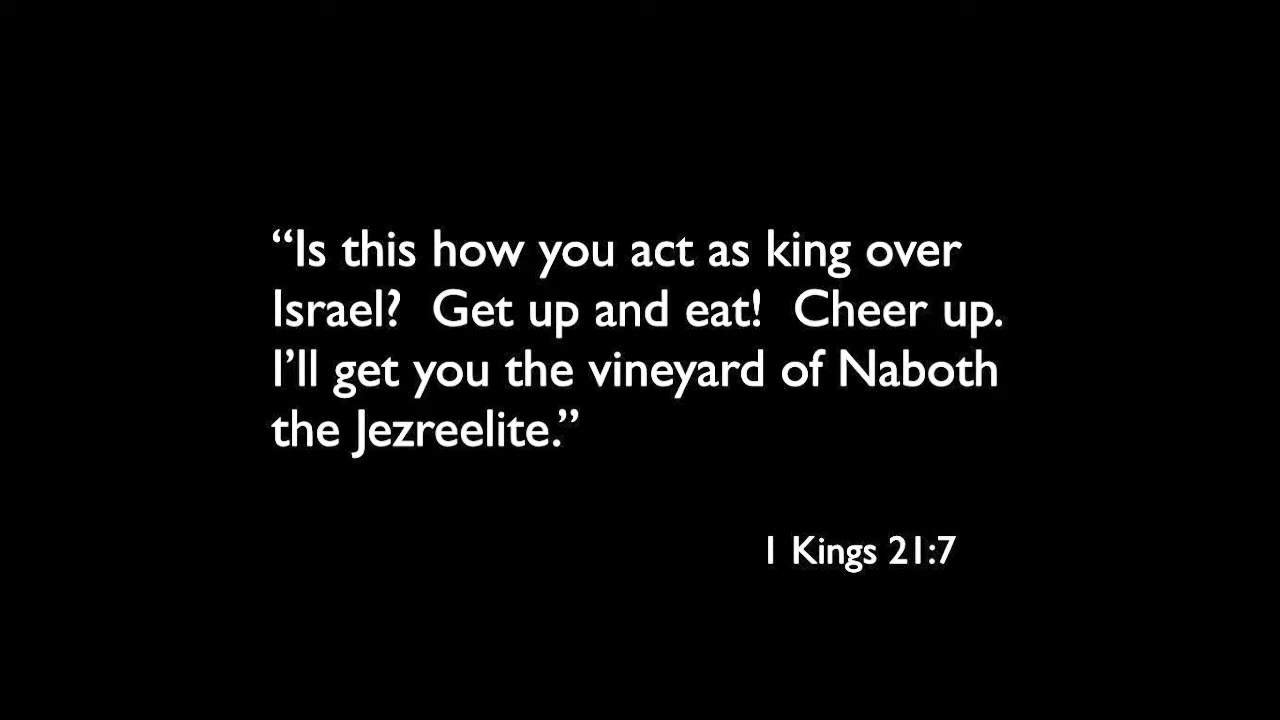 “Is this how you act as king over
Israel?  Get up and eat!  Cheer up.
I’ll get you the vineyard of Naboth
the Jezreelite.”
1 Kings 21:7